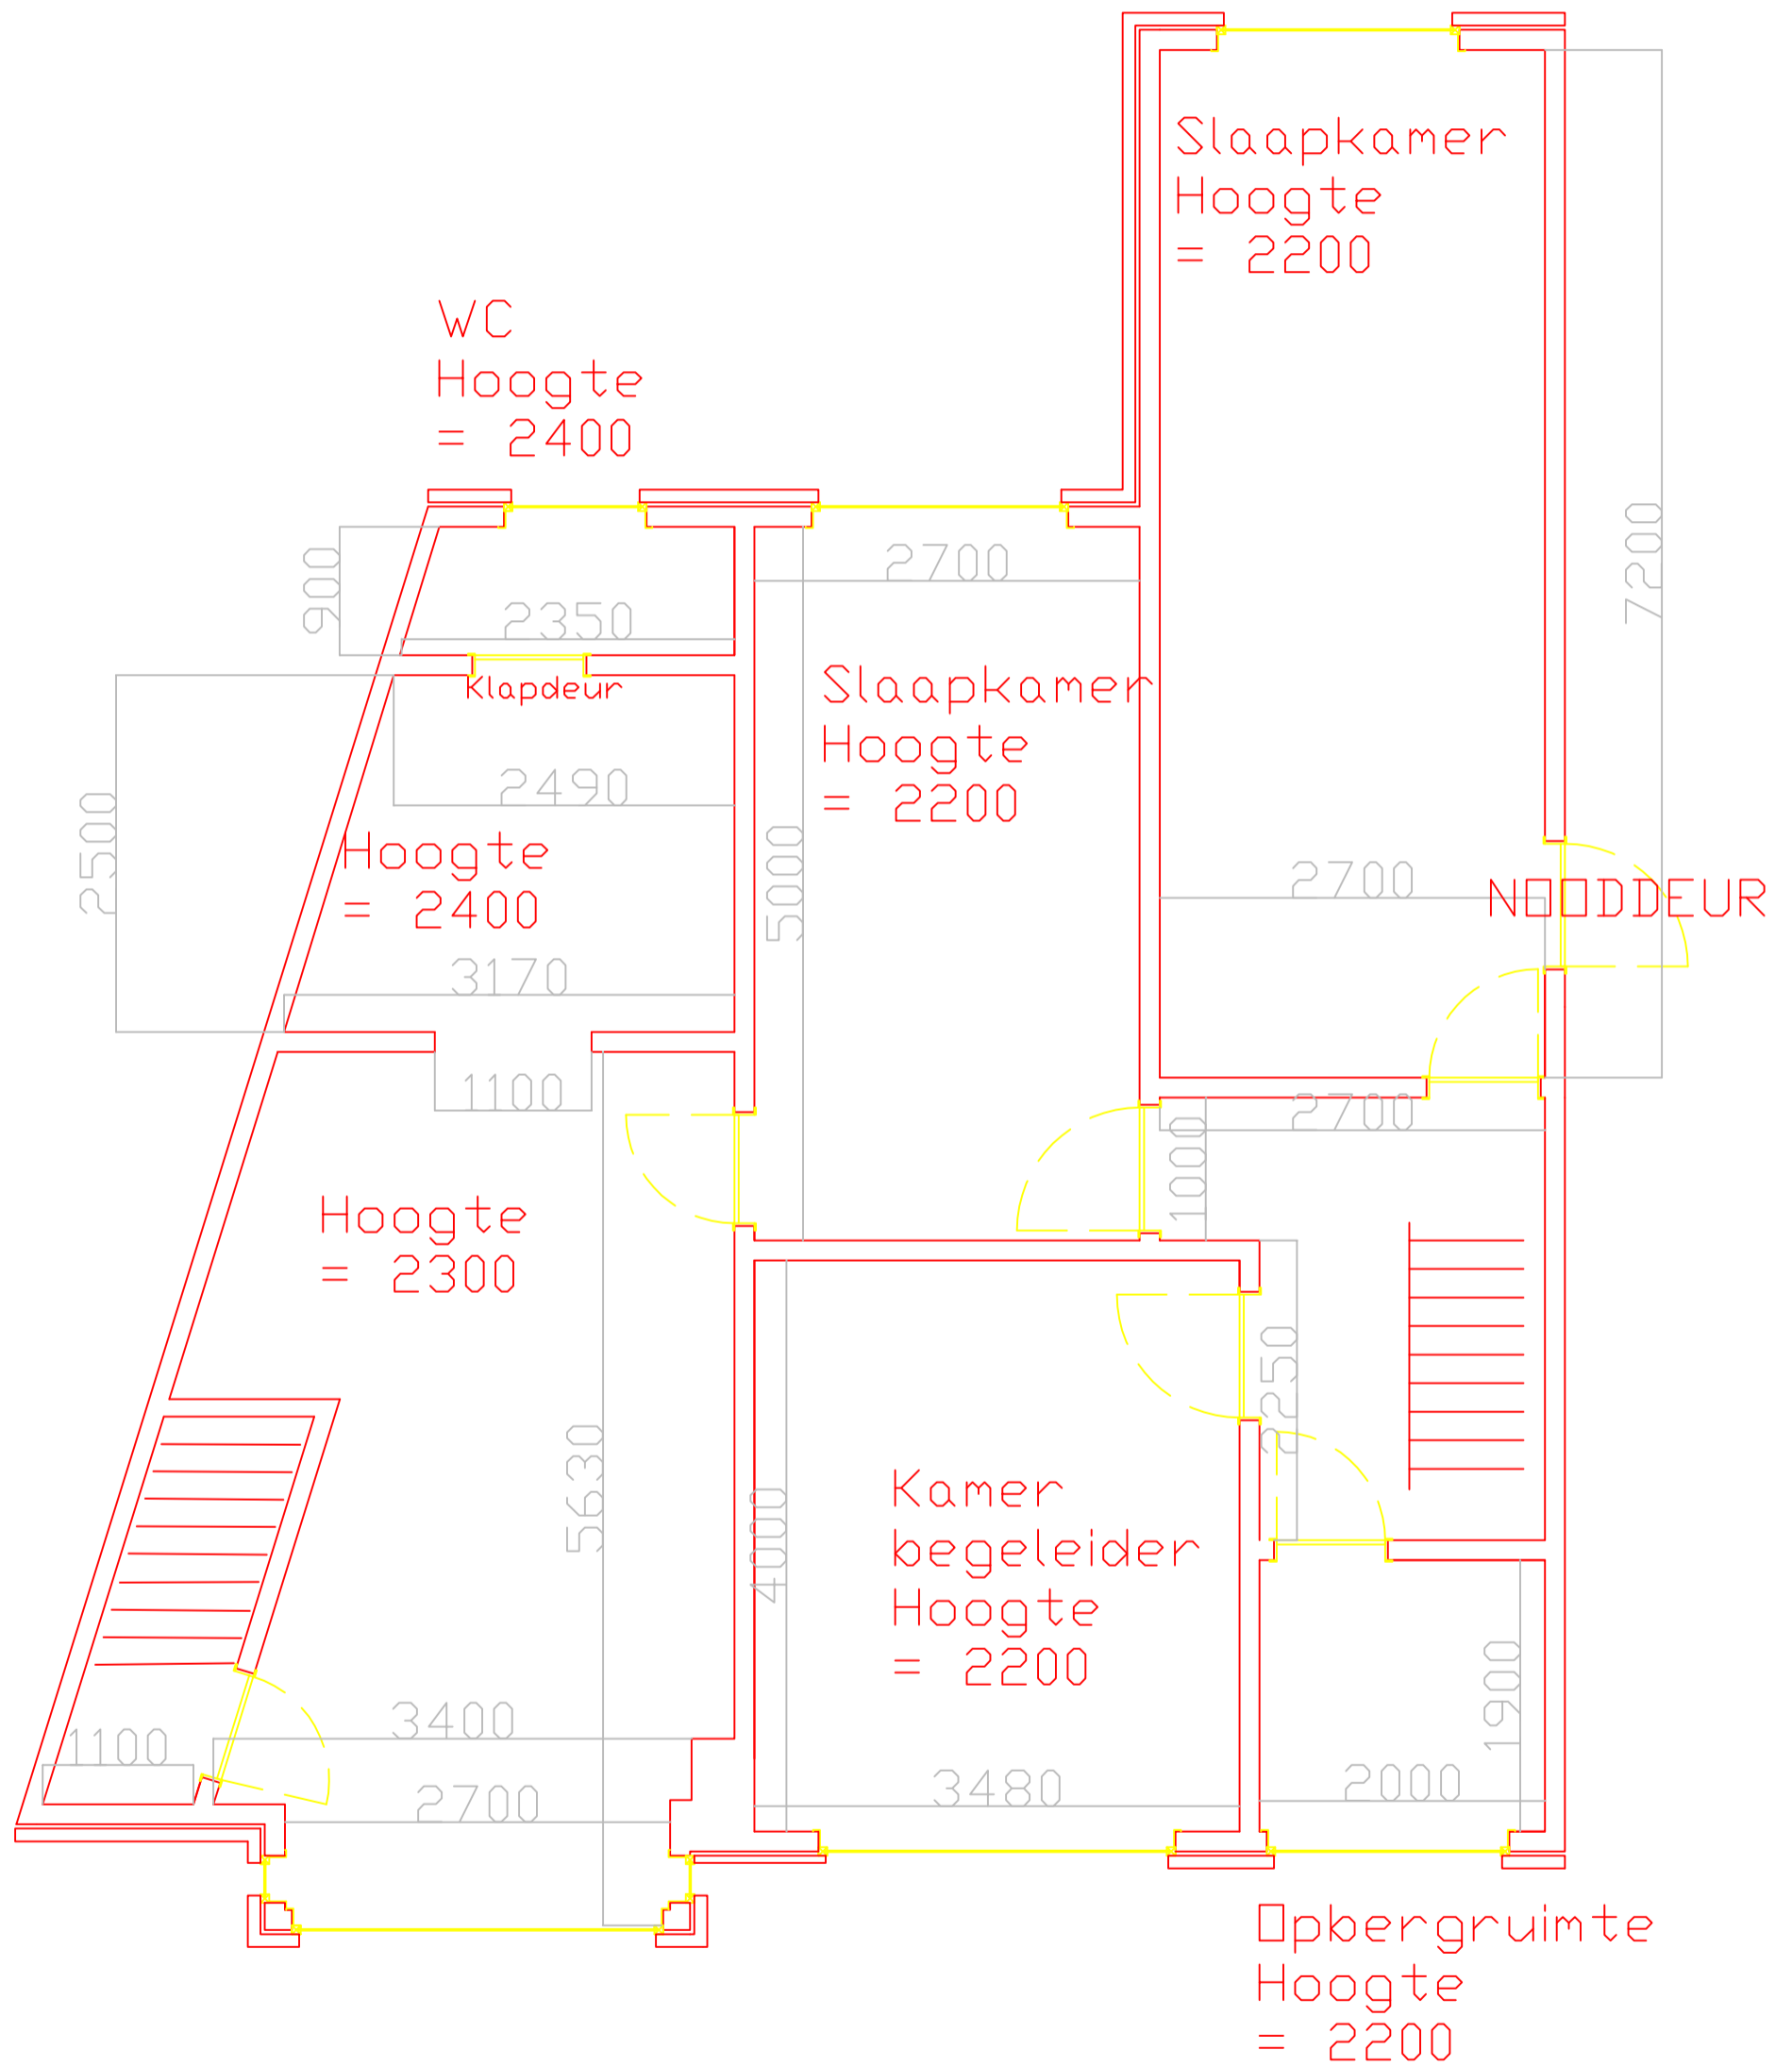 Slaapkamer
Hoogte
= 2200
WC
Hoogte
= 2400
900
2350
2700
7200
Klapdeur
Slaapkamer
Hoogte
= 2200
2490
2500
Hoogte
= 2400
5000
2700
NOODDEUR
3170
1100
2700
1000
Hoogte
= 2300
2250
5630
4000
Kamer
begeleider
Hoogte
= 2200
1900
3400
1100
2700
3480
2000
Opbergruimte
Hoogte
= 2200